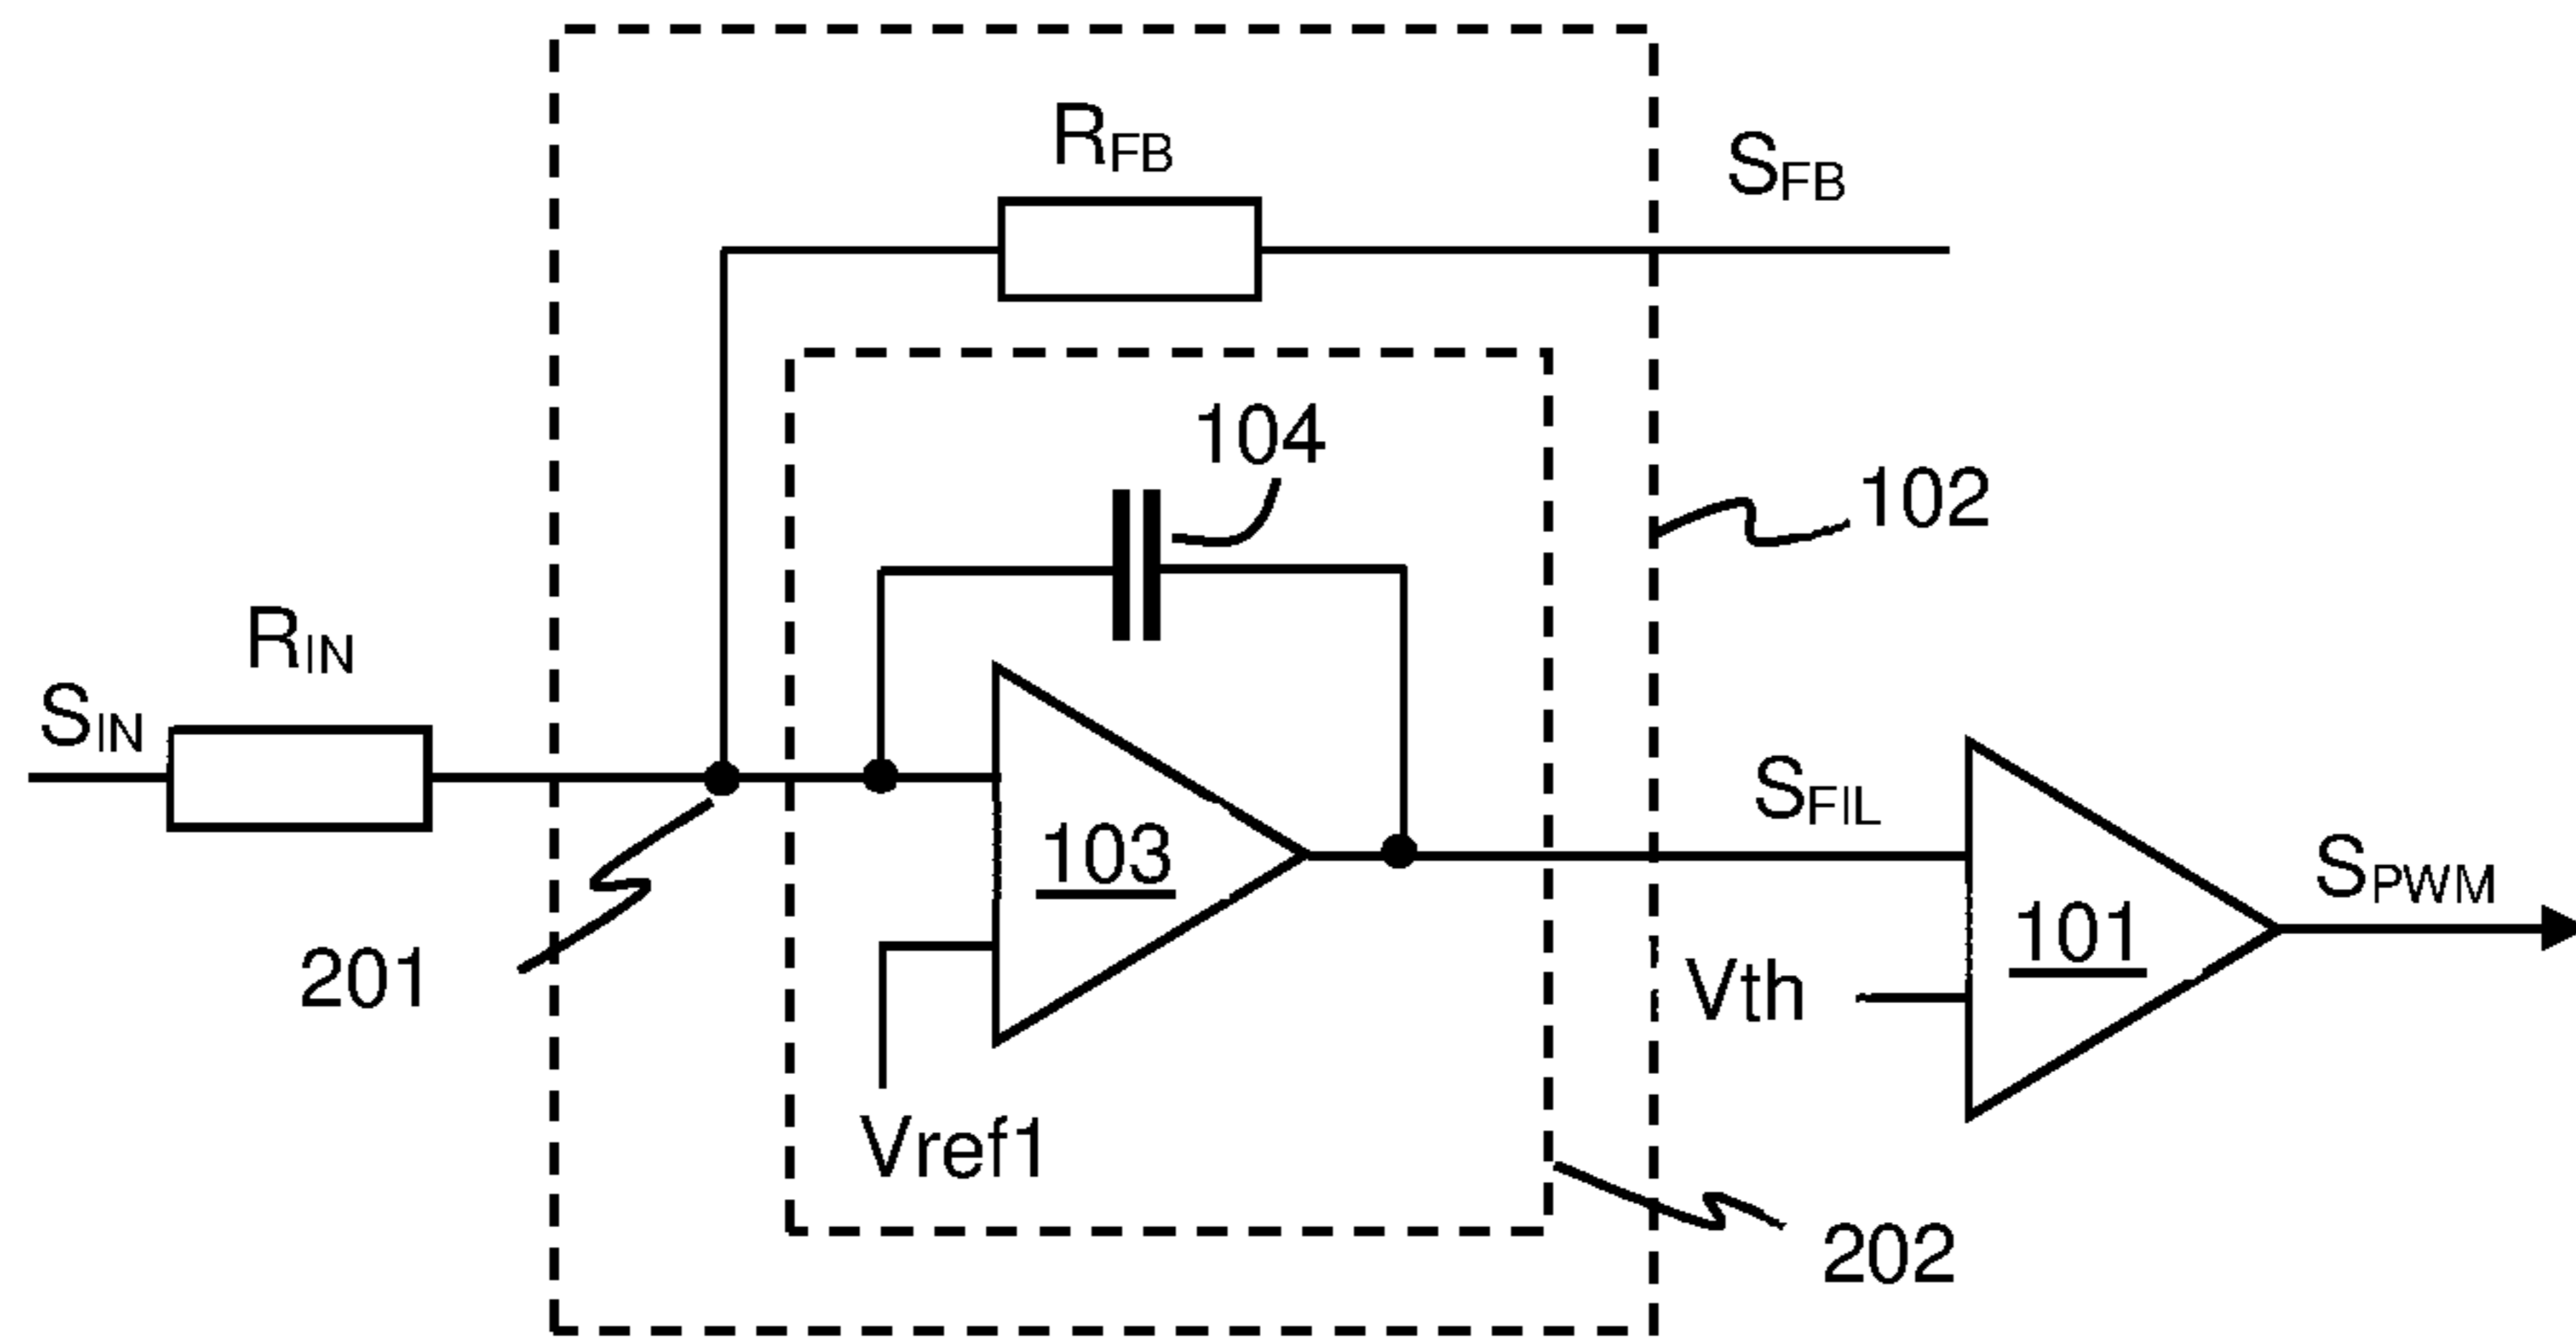 RFB
SFB
104
102
RIN
SIN
103
SFIL
SPWM
101
201
Vth
Vref1
202